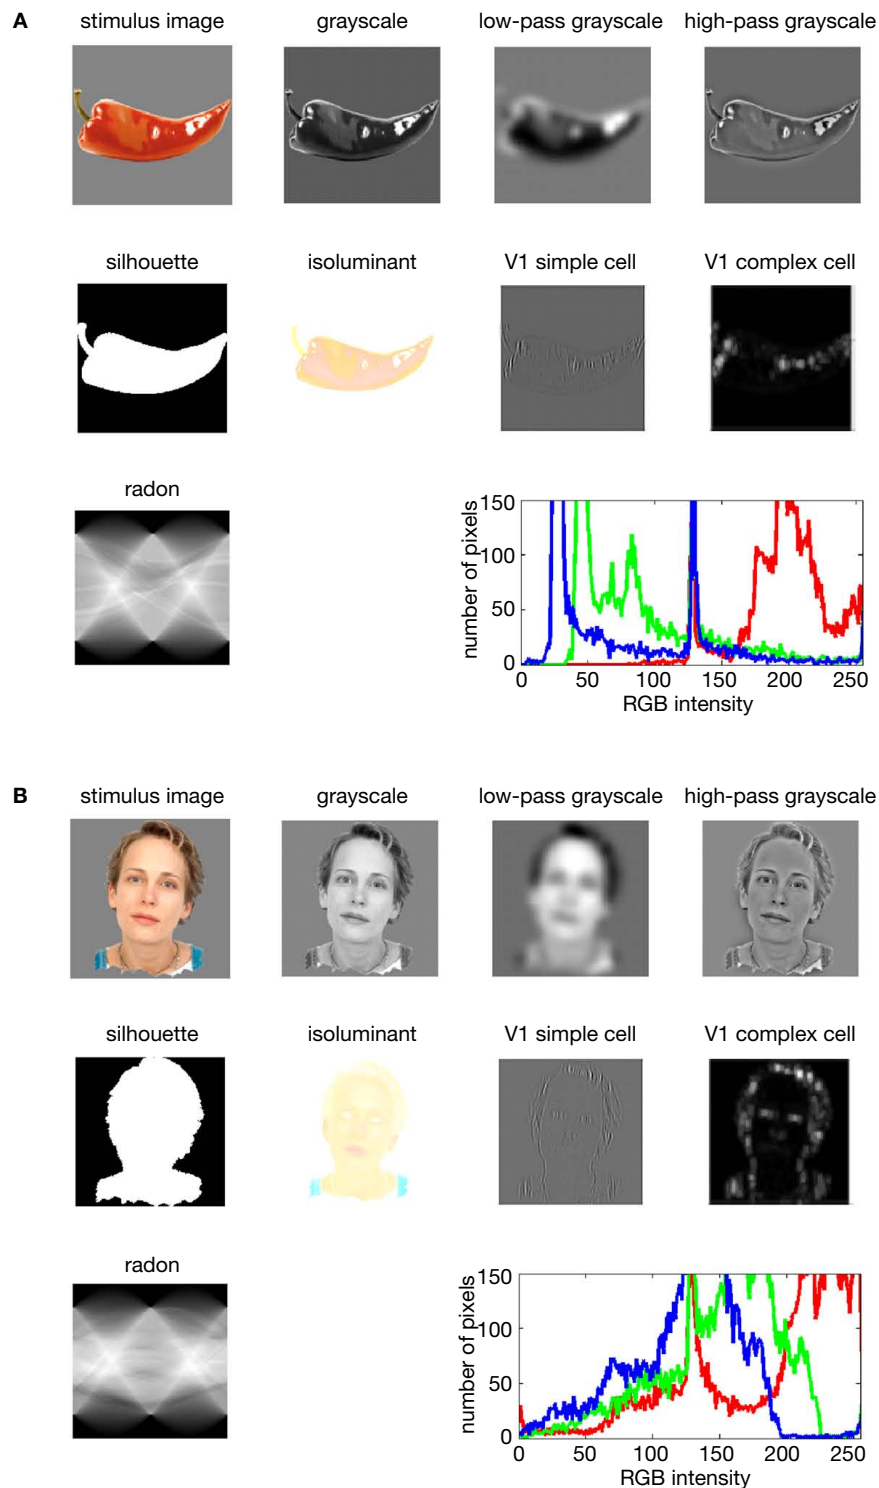 A
stimulus image grayscale low-pass grayscale high-pass grayscale
silhouette isoluminant V1 simple cell V1 complex cell
radon
number of pixels
150
100
50
0
0 50 100 150 200 250
RGB intensity
B
stimulus image grayscale low-pass grayscale high-pass grayscale
silhouette isoluminant V1 simple cell V1 complex cell
radon
number of pixels
150
100
50
0
0 50 100 150 200 250
RGB intensity